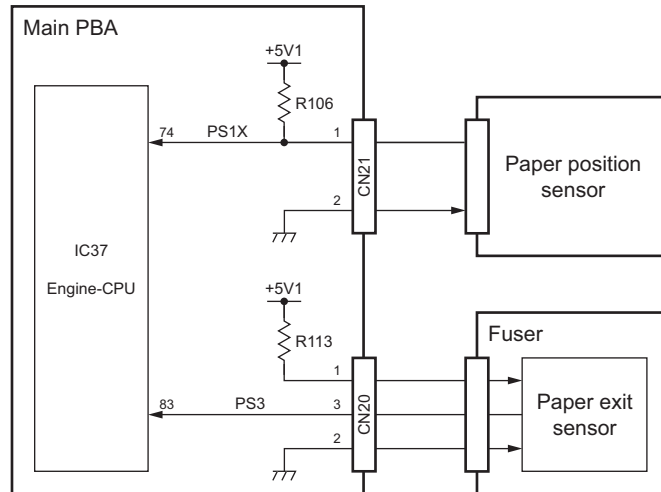 Main PBA
+5V1
R106
74
PS1X
1
CN21
2
Paper position
sensor
IC37
Engine-CPU
+5V1
R113
Fuser
1
83
PS3
3
CN20
2
Paper exit
sensor